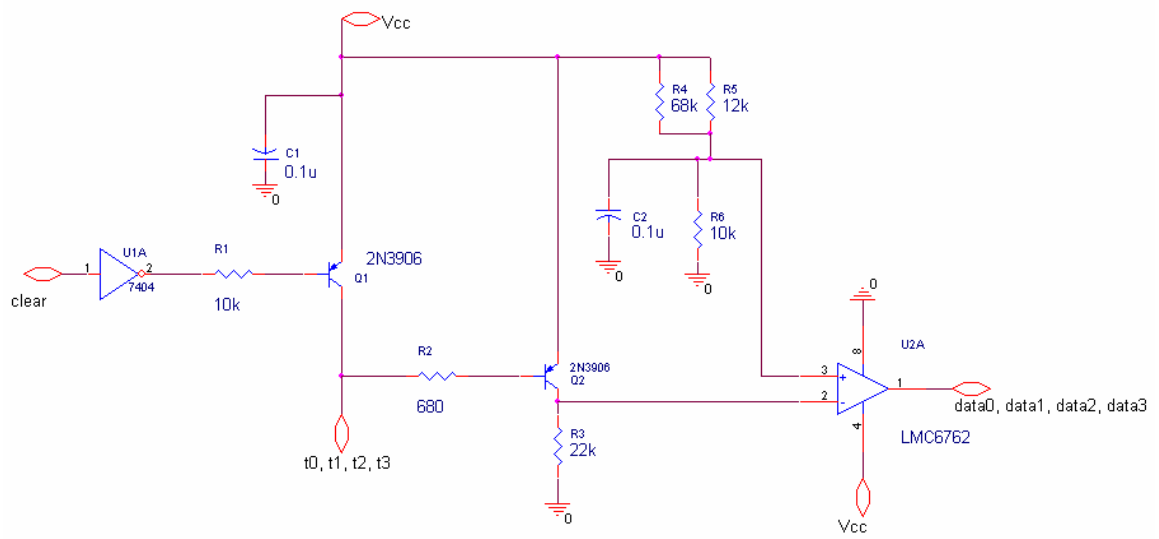 Vcc
R4
68k
R5
12k
C1
0.1u
0
C2
0.1u
0
R6
10k
0
clear
1
U1A
2
7404
R1
10k
2N3906
Q1
R2
680
2N3906
Q2
R3
22k
0
t0, t1, t2, t3
0
8
U2A
3
+
2
-
1
4
LMC6762
data0, data1, data2, data3
Vcc